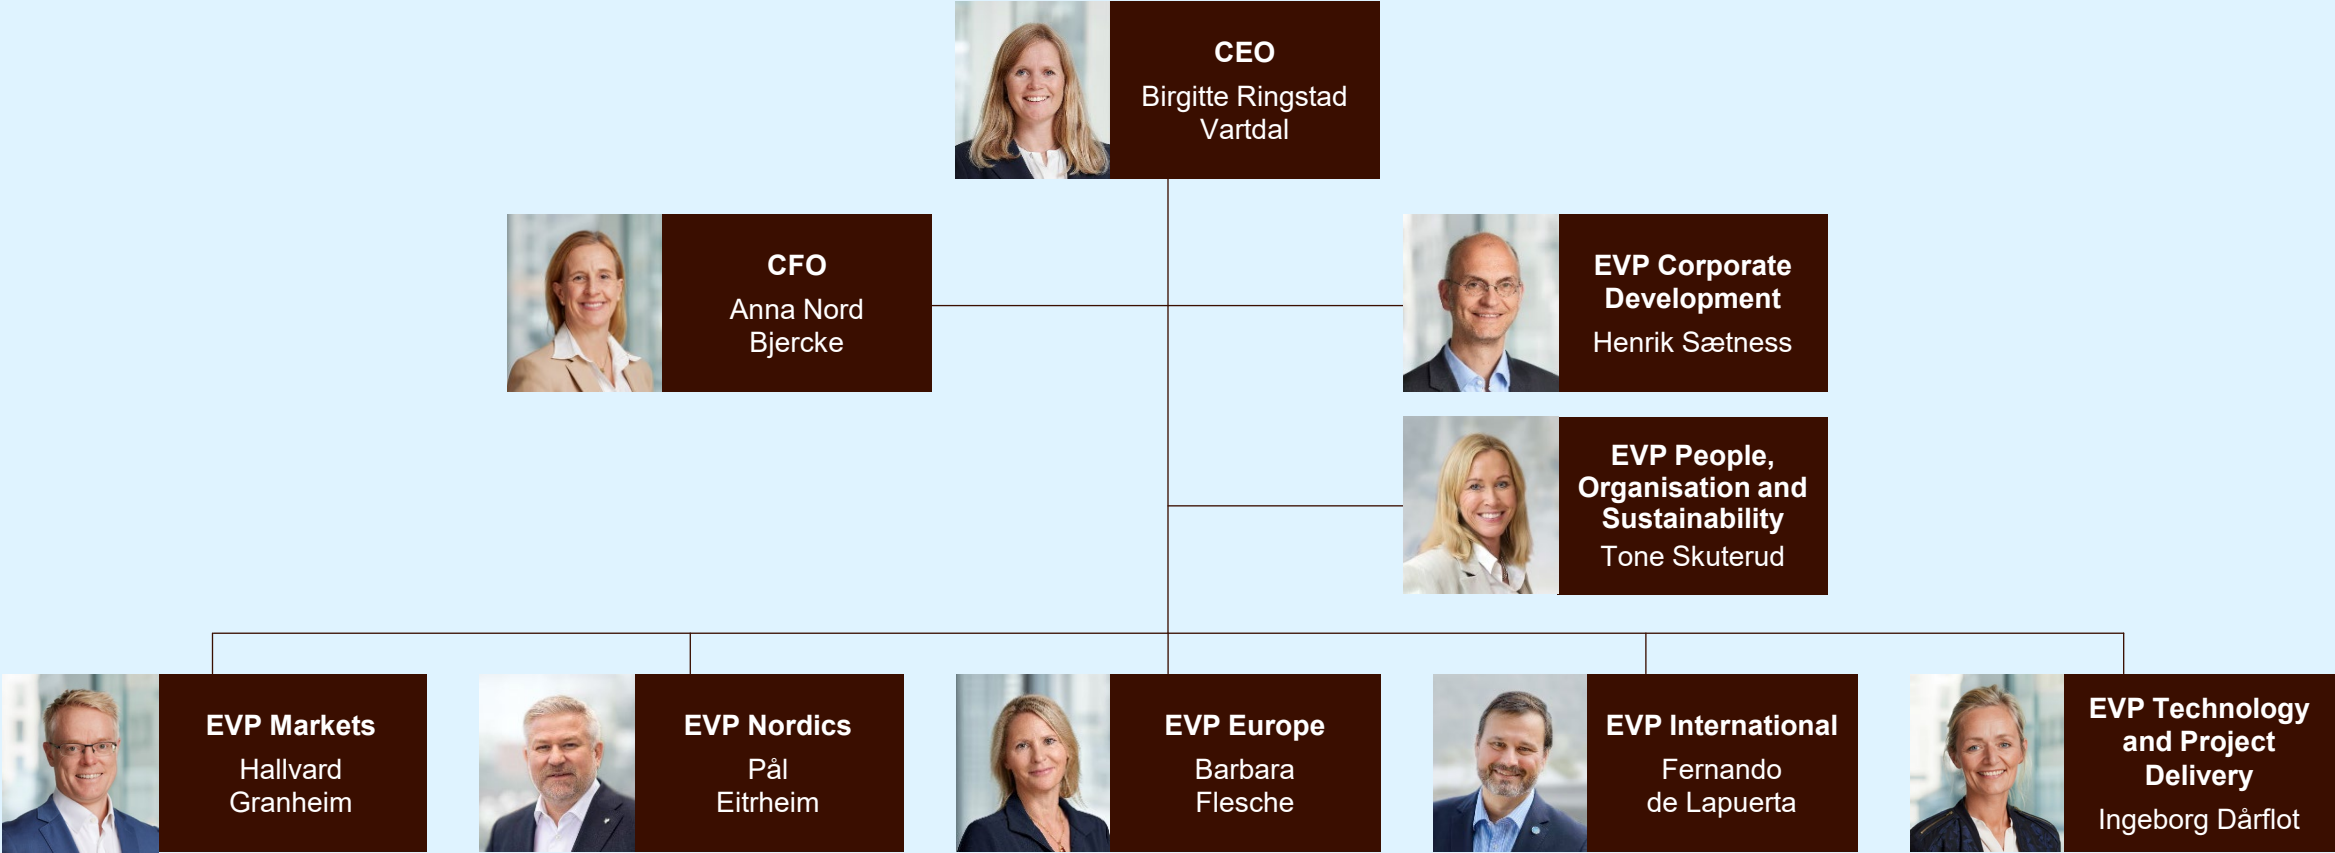 CEO
Birgitte Ringstad
Vartdal
CFO
Anna Nord
Bjercke
EVP Corporate
Development
Henrik Sætness
EVP People,
Organisation and
Sustainability
Tone Skuterud
EVP Markets
Hallvard
Granheim
EVP Nordics
Pål
Eitrheim
EVP Europe
Barbara
Flesche
EVP International
Fernando
de Lapuerta
EVP Technology
and Project
Delivery
Ingeborg Dårflot